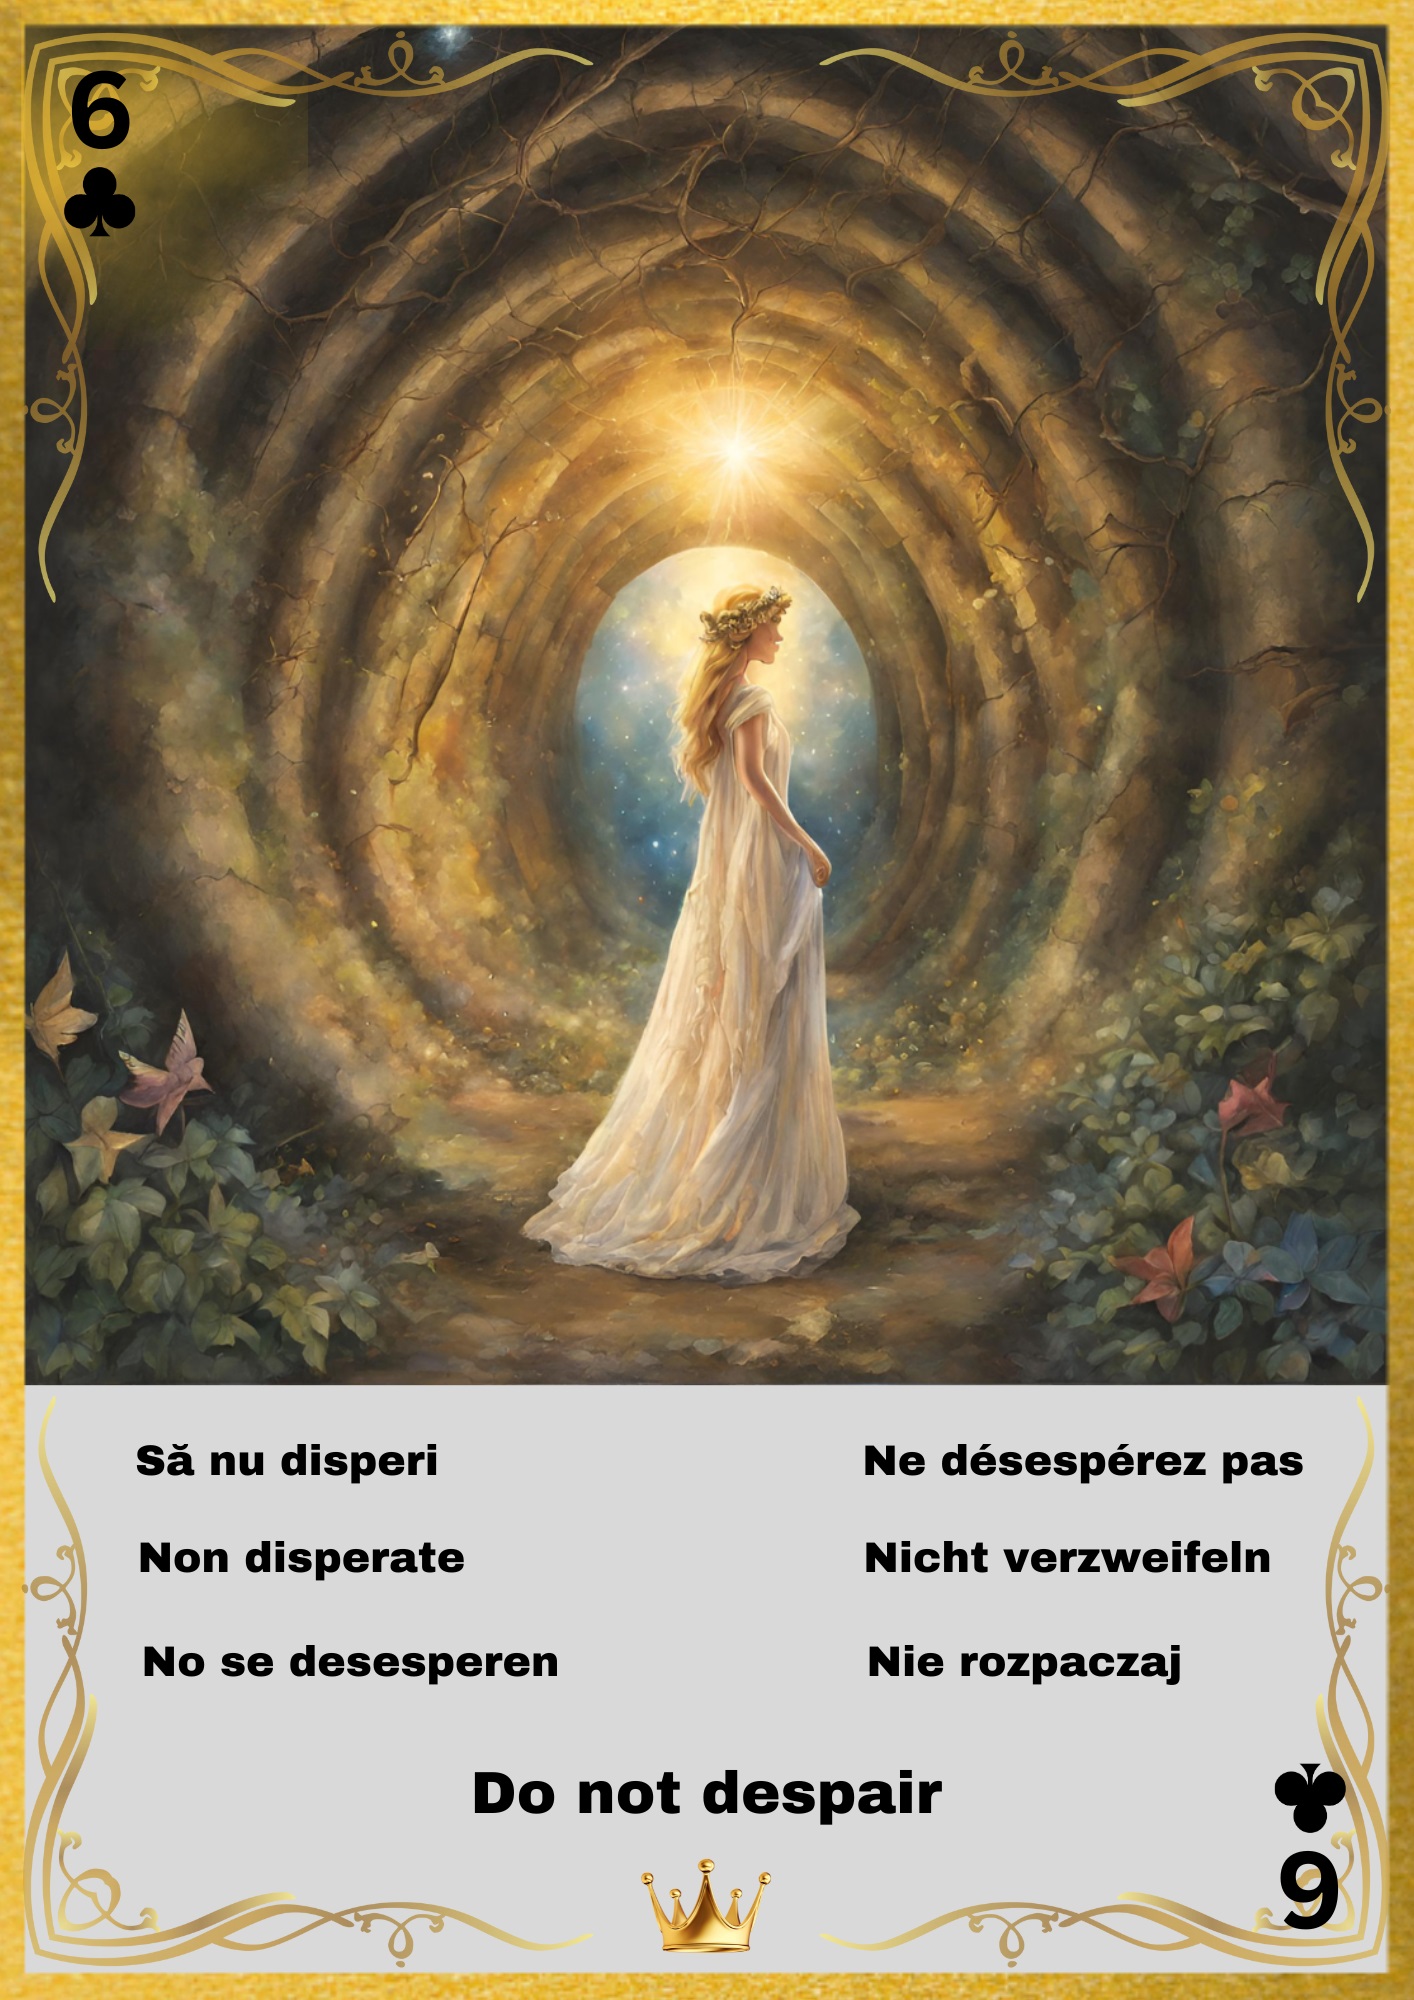 6
Să nu disperi
Ne désespérez pas
Non disperate
Nicht verzweifeln
No se desesperen
Nie rozpaczaj
Do not despair
6